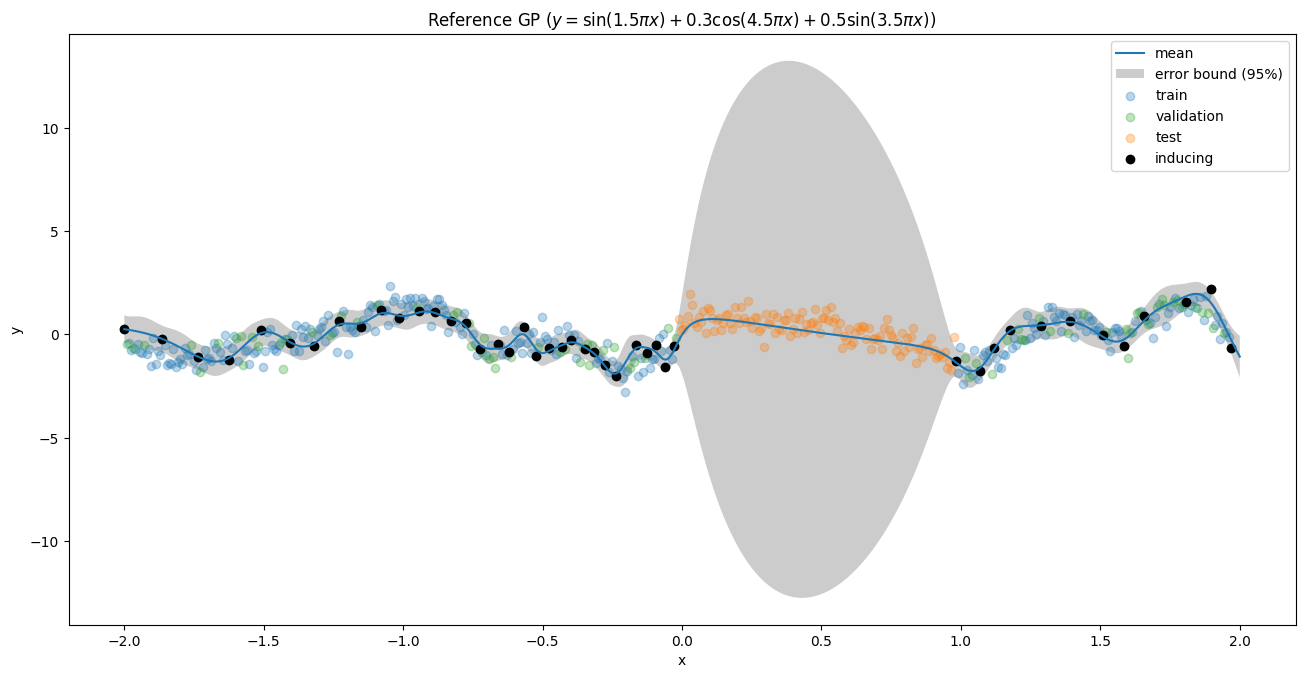 Reference GP (y = sin(1.5πx) + 0.3cos(4.5πx) + 0.5sin(3.5πx))
mean
error bound (95%)
train
validation
test
inducing
y
10
5
0
−5
−10
−2.0 −1.5 −1.0 −0.5 0.0 0.5 1.0 1.5 2.0
x